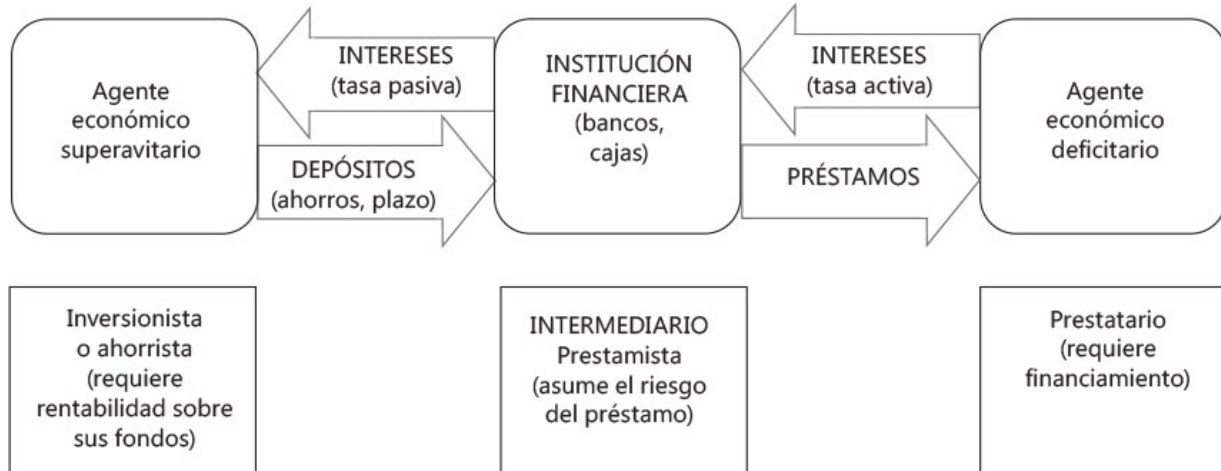 Agente
económico
superavitario
INTERESES
(tasa pasiva)
DEPÓSITOS
(ahorros, plazo)
INSTITUCIÓN
FINANCIERA
(bancos,
cajas)
INTERESES
(tasa activa)
PRÉSTAMOS
Agente
económico
deficitario
Inversionista
o ahorrista
(requiere
rentabilidad sobre
sus fondos)
INTERMEDIARIO
Prestamista
(asume el riesgo
del préstamo)
Prestatario
(requiere
financiamiento)